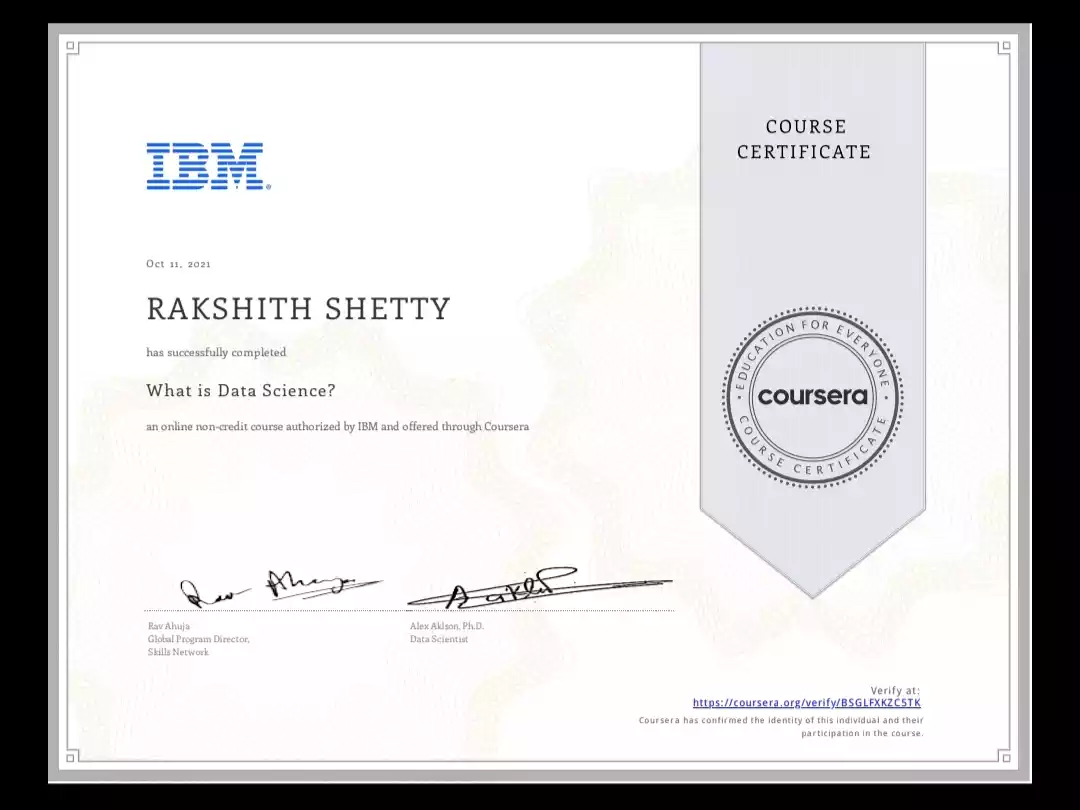 COURSE
CERTIFICATE
IBM®
Oct 11, 2021
RAKSHITH SHETTY
has successfully completed
What is Data Science?
an online non-credit course authorized by IBM and offered through Coursera
EDUCATION FOR EVERYONE
coursera
COURSE CERTIFICATE
Rav Ahuja
Rav Ahuja
Global Program Director,
Skills Network
Alex Aklson, Ph.D.
Data Scientist
Verify at:
https://coursera.org/verify/BSGLFXKZC5TK
Coursera has confirmed the identity of this individual and their
participation in the course.